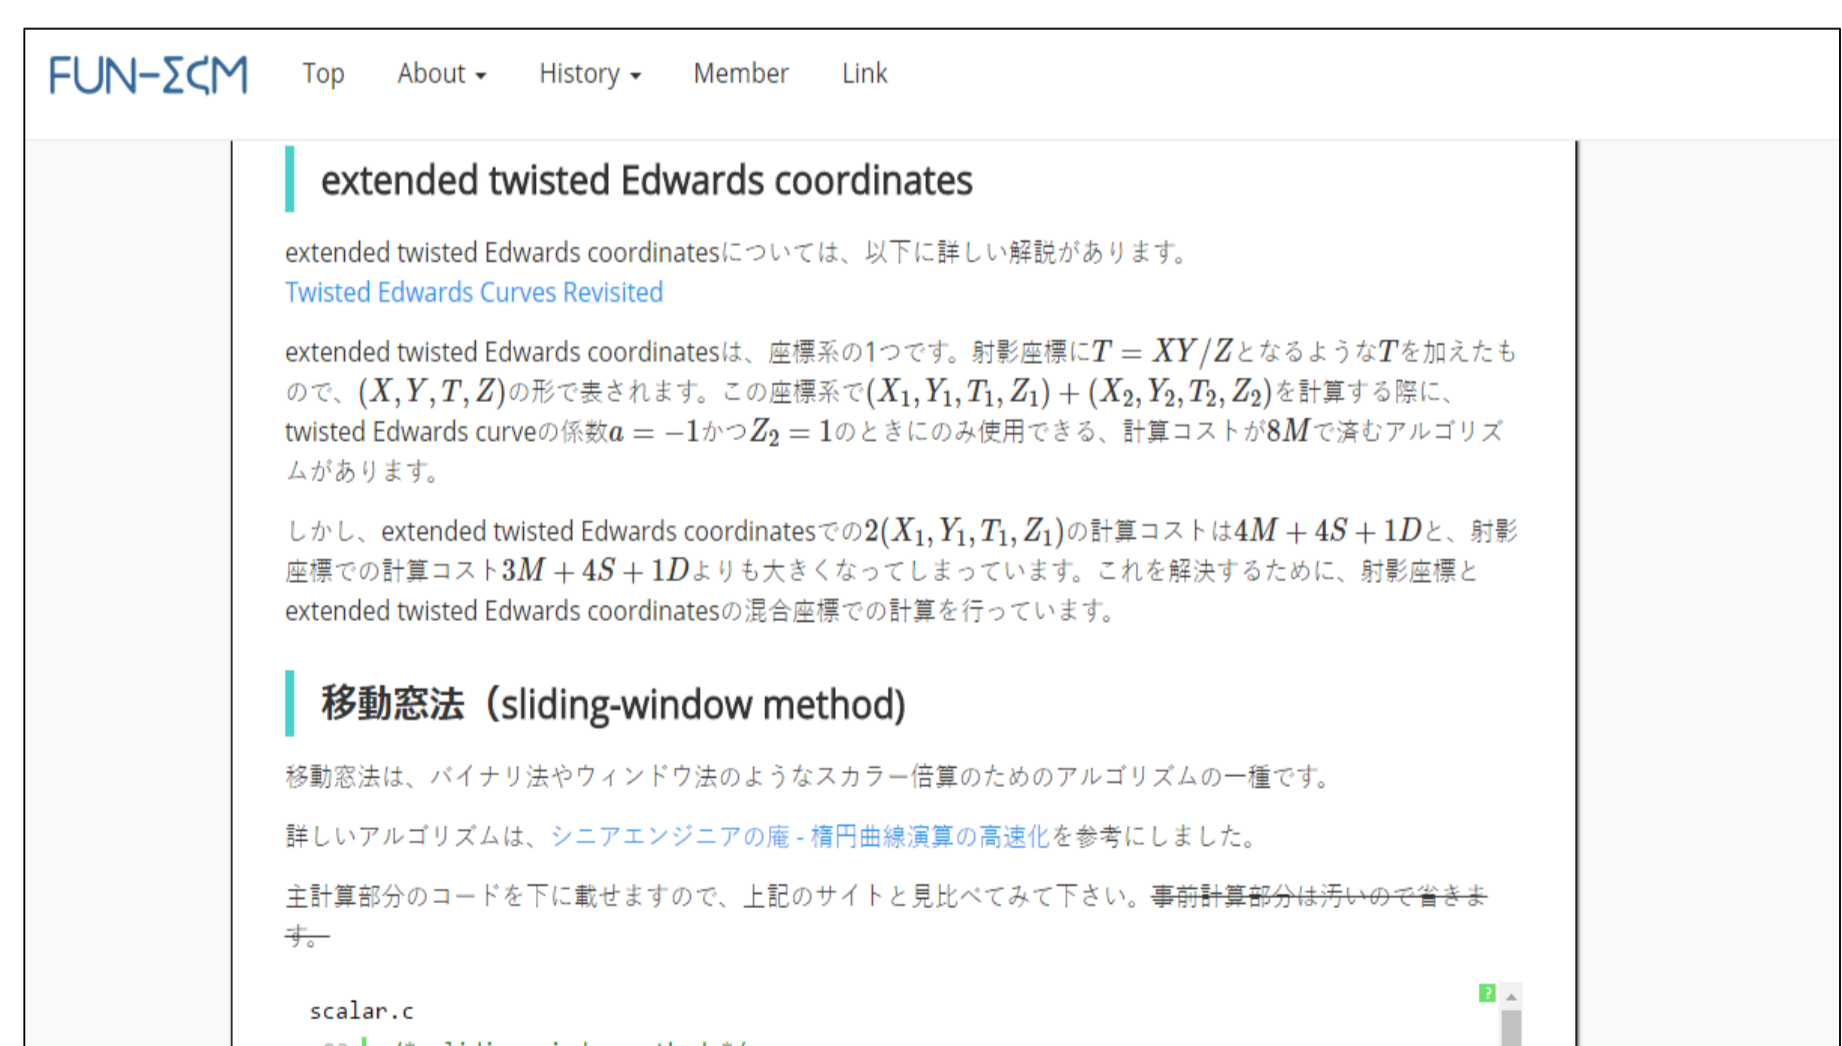 FUN-ΣCM Top About History Member Link
extended twisted Edwards coordinates
extended twisted Edwards coordinatesについては、以下に詳しい解説があります。
Twisted Edwards Curves Revisited
extended twisted Edwards coordinatesは、座標系の1つです。射影座標にT = XY/ZとなるようなTを加えたも
ので、(X, Y, T, Z)の形で表されます。この座標系で(X₁, Y₁, T₁, Z₁) + (X₂, Y₂, T₂, Z₂)を計算する際に、
twisted Edwards curveの係数a = −1かつZ₂ = 1のときにのみ使用できる、計算コストが8Mで済むアルゴリズ
ムがあります。
しかし、extended twisted Edwards coordinatesでの2(X₁, Y₁, T₁, Z₁)の計算コストは4M + 4S + 1Dと、射影
座標での計算コスト3M + 4S + 1Dよりも大きくなってしまっています。これを解決するために、射影座標と
extended twisted Edwards coordinatesの混合座標での計算を行っています。
移動窓法（sliding-window method)
移動窓法は、バイナリ法やウィンドウ法のようなスカラー倍算のためのアルゴリズムの一種です。
詳しいアルゴリズムは、シニアエンジニアの庵 - 楕円曲線演算の高速化を参考にしました。
主計算部分のコードを下に載せますので、上記のサイトと見比べてみて下さい。事前計算部分は汚いので省きま
す。
?
scalar.c